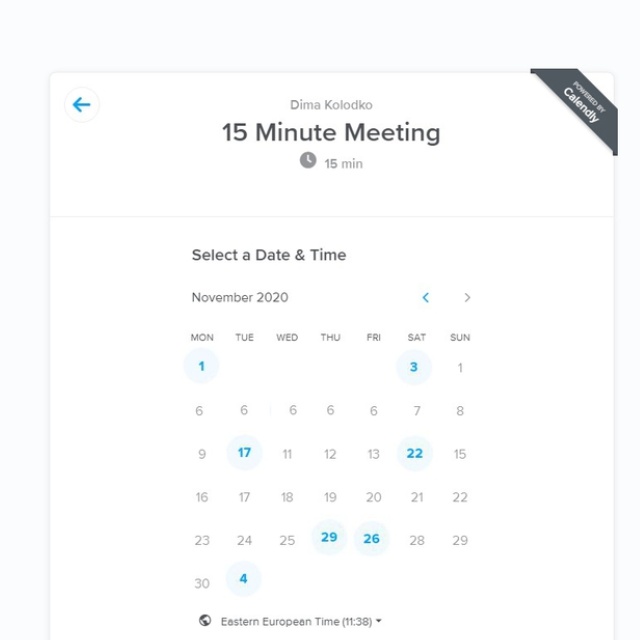 POWERED BY
Calendly
Dima Kolodko
15 Minute Meeting
15 min
Select a Date & Time
November 2020
MON TUE WED THU FRI SAT SUN
1 3 1
6 6 6 6 6 7 8
9 17 11 12 13 22 15
16 17 18 19 20 21 22
23 24 25 29 26 28 29
30 4
Eastern European Time (11:38)